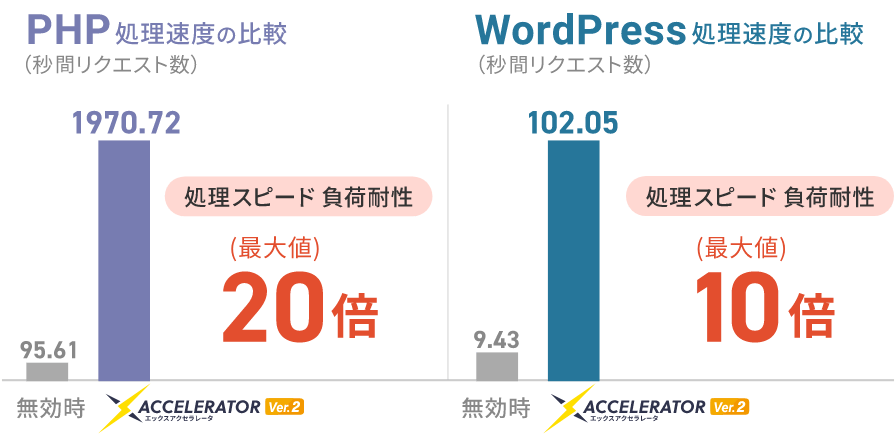 PHP 処理速度の比較
（秒間リクエスト数）
1970.72
処理スピード 負荷耐性
(最大値)
20倍
95.61
無効時
ACCELERATOR Ver.2
エックスアクセラレータ
WordPress 処理速度の比較
（秒間リクエスト数）
102.05
処理スピード 負荷耐性
(最大値)
10倍
9.43
無効時
ACCELERATOR Ver.2
エックスアクセラレータ